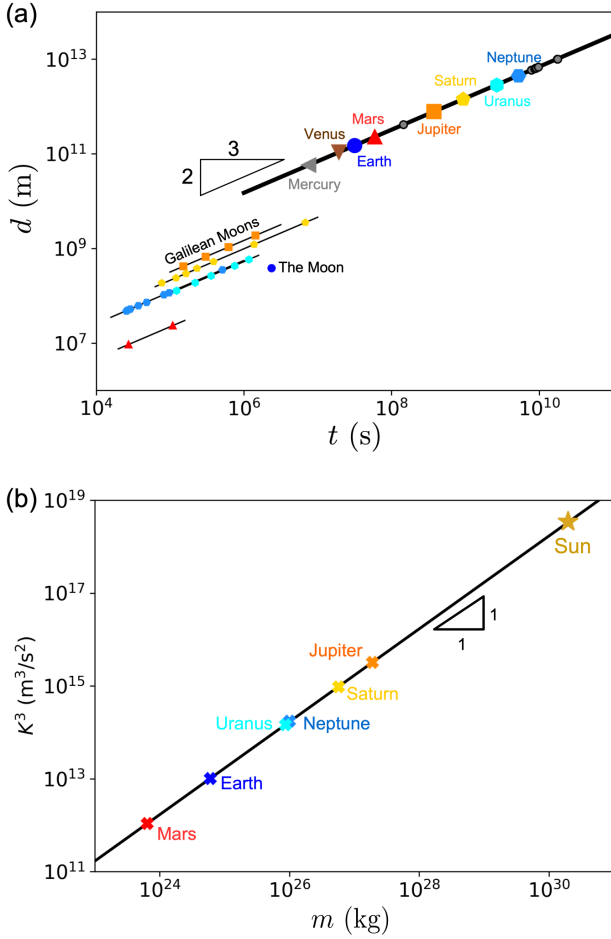 (a)
10^13
10^11
10^9
10^7
d (m)
Neptune
Saturn
Uranus
Mars
Jupiter
Venus
Earth
3
2
Mercury
Galilean Moons
The Moon
10^4
10^6
10^8
10^10
t (s)
(b)
10^19
10^17
10^15
10^13
10^11
K^3 (m^3/s^2)
Sun
1
1
Jupiter
Saturn
Uranus
Neptune
Earth
Mars
10^24
10^26
10^28
10^30
m (kg)